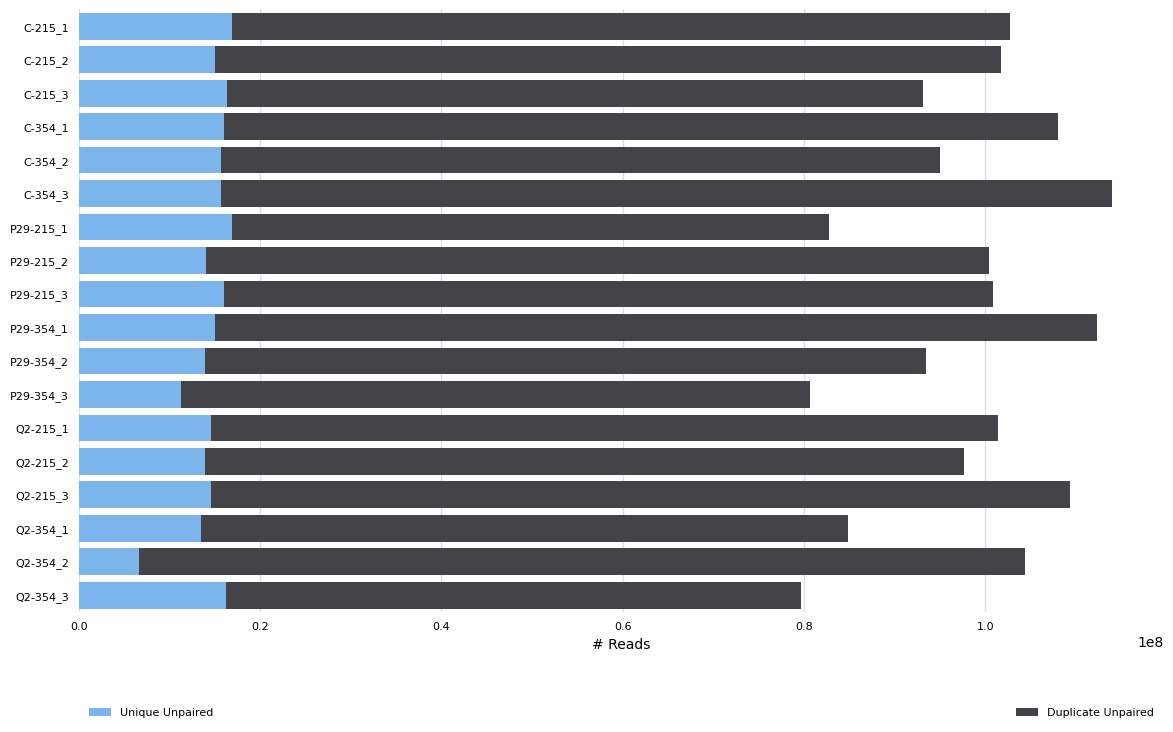 C-215_1
C-215_2
C-215_3
C-354_1
C-354_2
C-354_3
P29-215_1
P29-215_2
P29-215_3
P29-354_1
P29-354_2
P29-354_3
Q2-215_1
Q2-215_2
Q2-215_3
Q2-354_1
Q2-354_2
Q2-354_3
0.0 0.2 0.4 0.6 0.8 1.0
# Reads
1e8
Unique Unpaired
Duplicate Unpaired